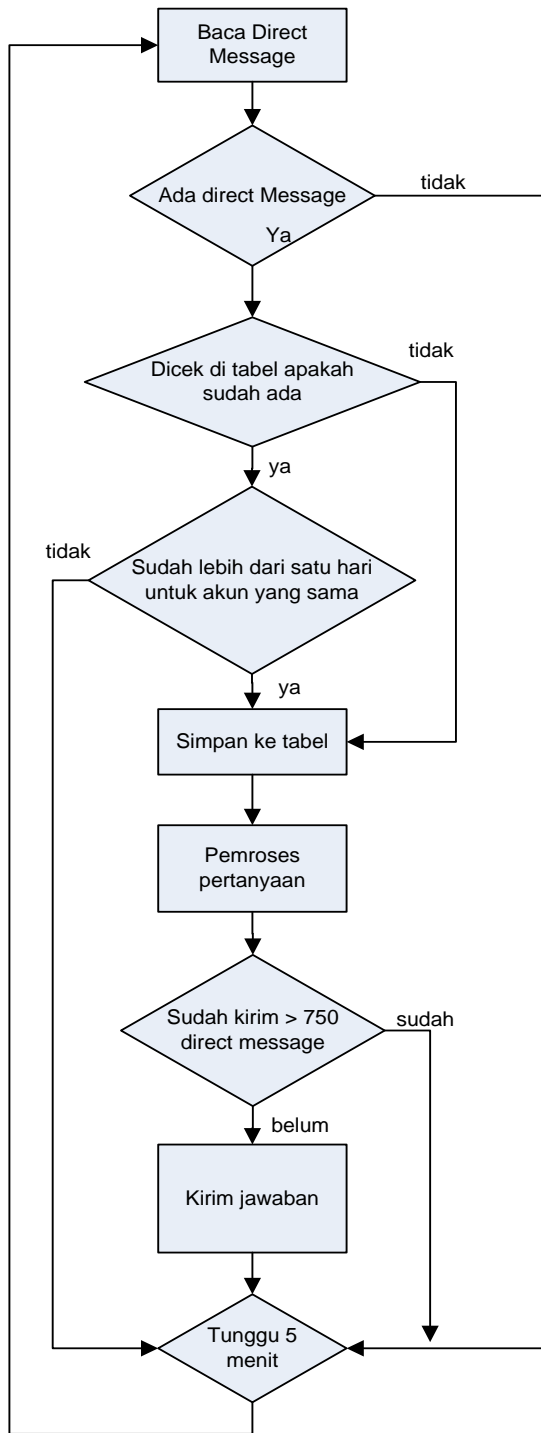 Baca Direct
Message
Ada direct Message
tidak
Ya
Dicek di tabel apakah
sudah ada
tidak
ya
Sudah lebih dari satu hari
untuk akun yang sama
tidak
ya
Simpan ke tabel
Pemroses
pertanyaan
Sudah kirim > 750
direct message
sudah
belum
Kirim jawaban
Tunggu 5
menit